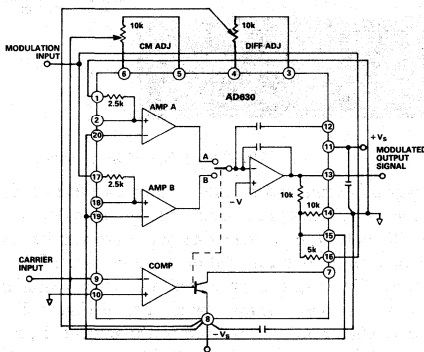 10k
10k
CM ADJ
DIFF ADJ
MODULATION
INPUT
6
5
4
3
AD630
1
2.5k
2
20
AMP A
12
11
+VS
A
B
MODULATED
OUTPUT
SIGNAL
13
17
2.5k
AMP B
-V
10k
10k
14
18
19
15
5k
16
CARRIER
INPUT
9
COMP
7
10
8
-VS